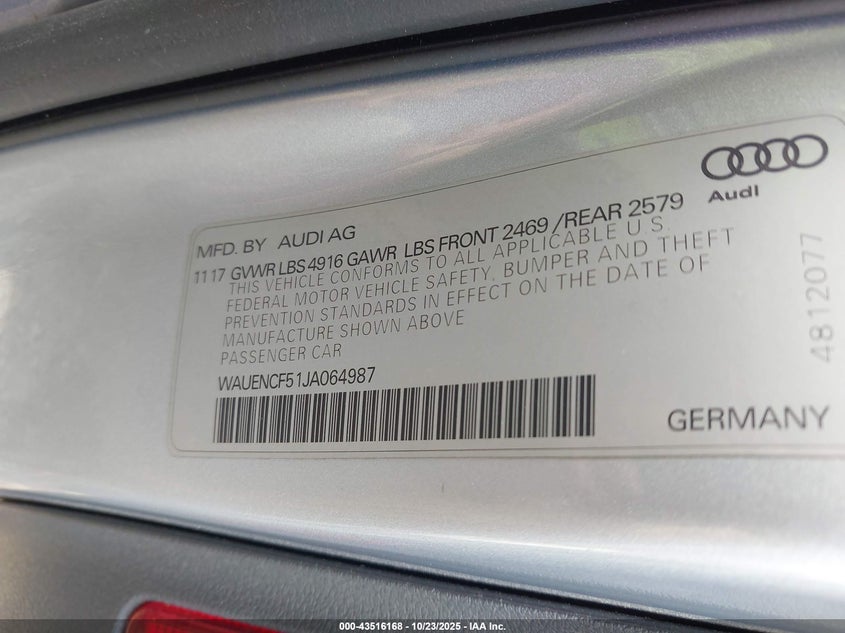 Audi
MFD. BY AUDI AG
11 17 GVWR LBS 4916 GAWR LBS FRONT 2469 /REAR 2579
THIS VEHICLE CONFORMS TO ALL APPLICABLE U.S.
FEDERAL MOTOR VEHICLE SAFETY, BUMPER AND THEFT
PREVENTION STANDARDS IN EFFECT ON THE DATE OF
MANUFACTURE SHOWN ABOVE
PASSENGER CAR
WAUENCF51JA064987
GERMANY
4812077
000-43516168 - 10/23/2025 - IAA Inc.